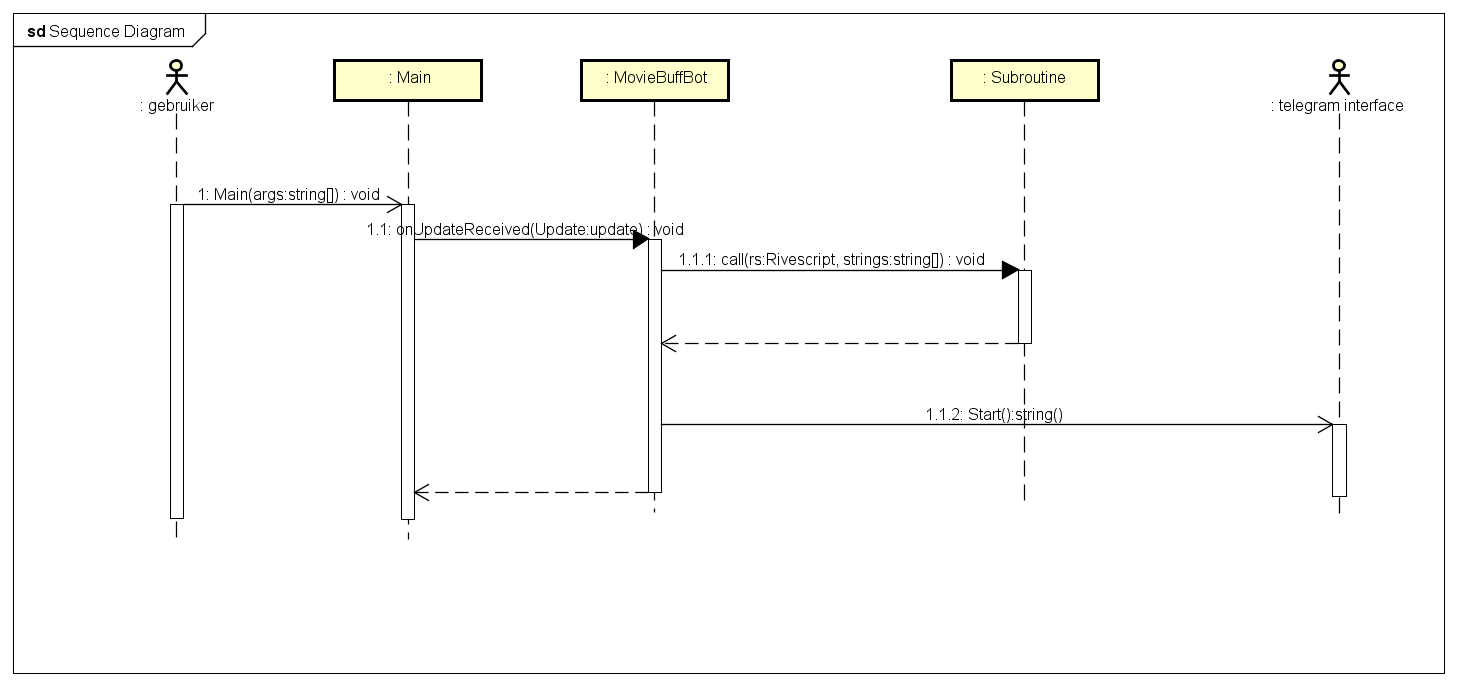 sd Sequence Diagram
: gebruiker
: Main
: MovieBuffBot
: Subroutine
: telegram interface
1: Main(args:string[]) : void
1.1: onUpdateReceived(Update:update) : void
1.1.1: call(rs:Rivescript, strings:string[]) : void
1.1.2: Start():string()